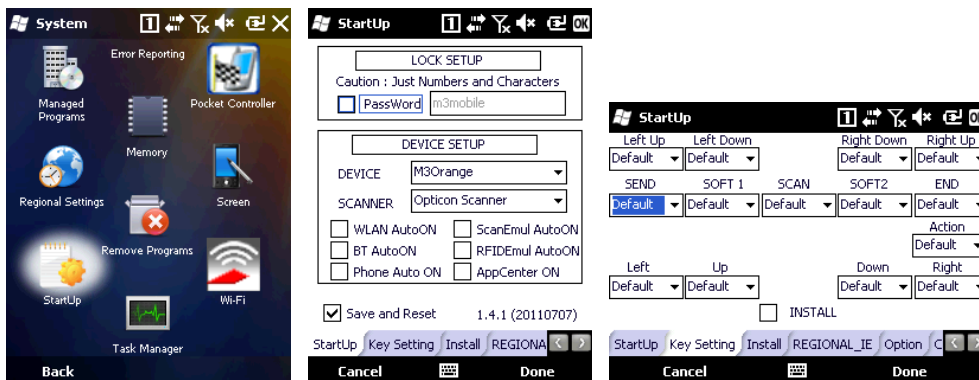 System
Error Reporting
Managed
Programs
Pocket Controller
Memory
Regional Settings
Screen
Remove Programs
StartUp
Wi-Fi
Task Manager
Back
StartUp
OK
LOCK SETUP
Caution : Just Numbers and Characters
PassWord m3mobile
DEVICE SETUP
DEVICE M3Orange
SCANNER Opticon Scanner
WLAN AutoON ScanEmul AutoON
BT AutoON RFIDEmul AutoON
Phone Auto ON AppCenter ON
Save and Reset 1.4.1 (20110707)
StartUp Key Setting Install REGIONA
Cancel Done
StartUp
Left Up Left Down Right Down Right Up
Default Default Default Default
SEND SOFT 1 SCAN SOFT2 END
Default Default Default Default Default
Action
Default
Left Up Down Right
Default Default Default Default
INSTALL
StartUp Key Setting Install REGIONAL_IE Option C
Cancel Done